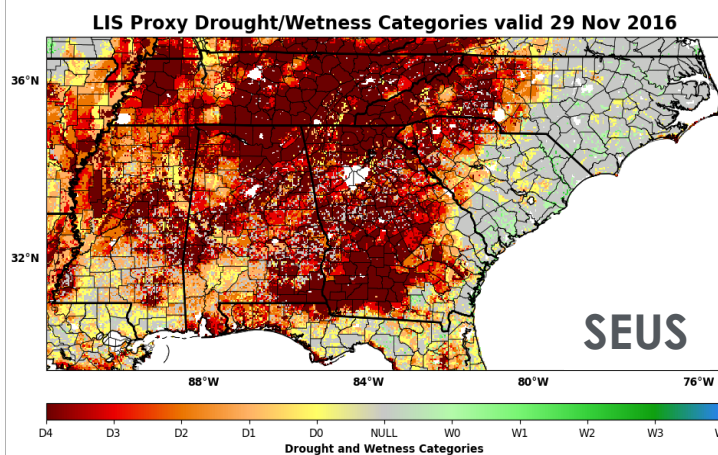 LIS Proxy Drought/Wetness Categories valid 29 Nov 2016
36°N
32°N
SEUS
88°W 84°W 80°W 76°W
D4 D3 D2 D1 D0 NULL W0 W1 W2 W3
Drought and Wetness Categories